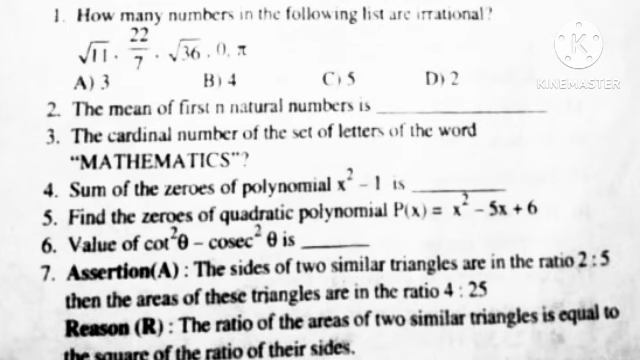 1. How many numbers in the following list are irrational?
√11, 22/7, √36, 0, π
A) 3 B) 4 C) 5 D) 2
KINEMASTER
2. The mean of first n natural numbers is ____________
3. The cardinal number of the set of letters of the word
"MATHEMATICS"?
4. Sum of the zeroes of polynomial x² − 1 is ________
5. Find the zeroes of quadratic polynomial P(x) = x² − 5x + 6
6. Value of cot²θ − cosec² θ is ______
7. Assertion(A) : The sides of two similar triangles are in the ratio 2 : 5
then the areas of these triangles are in the ratio 4 : 25
Reason (R) : The ratio of the areas of two similar triangles is equal to
the square of the ratio of their sides.